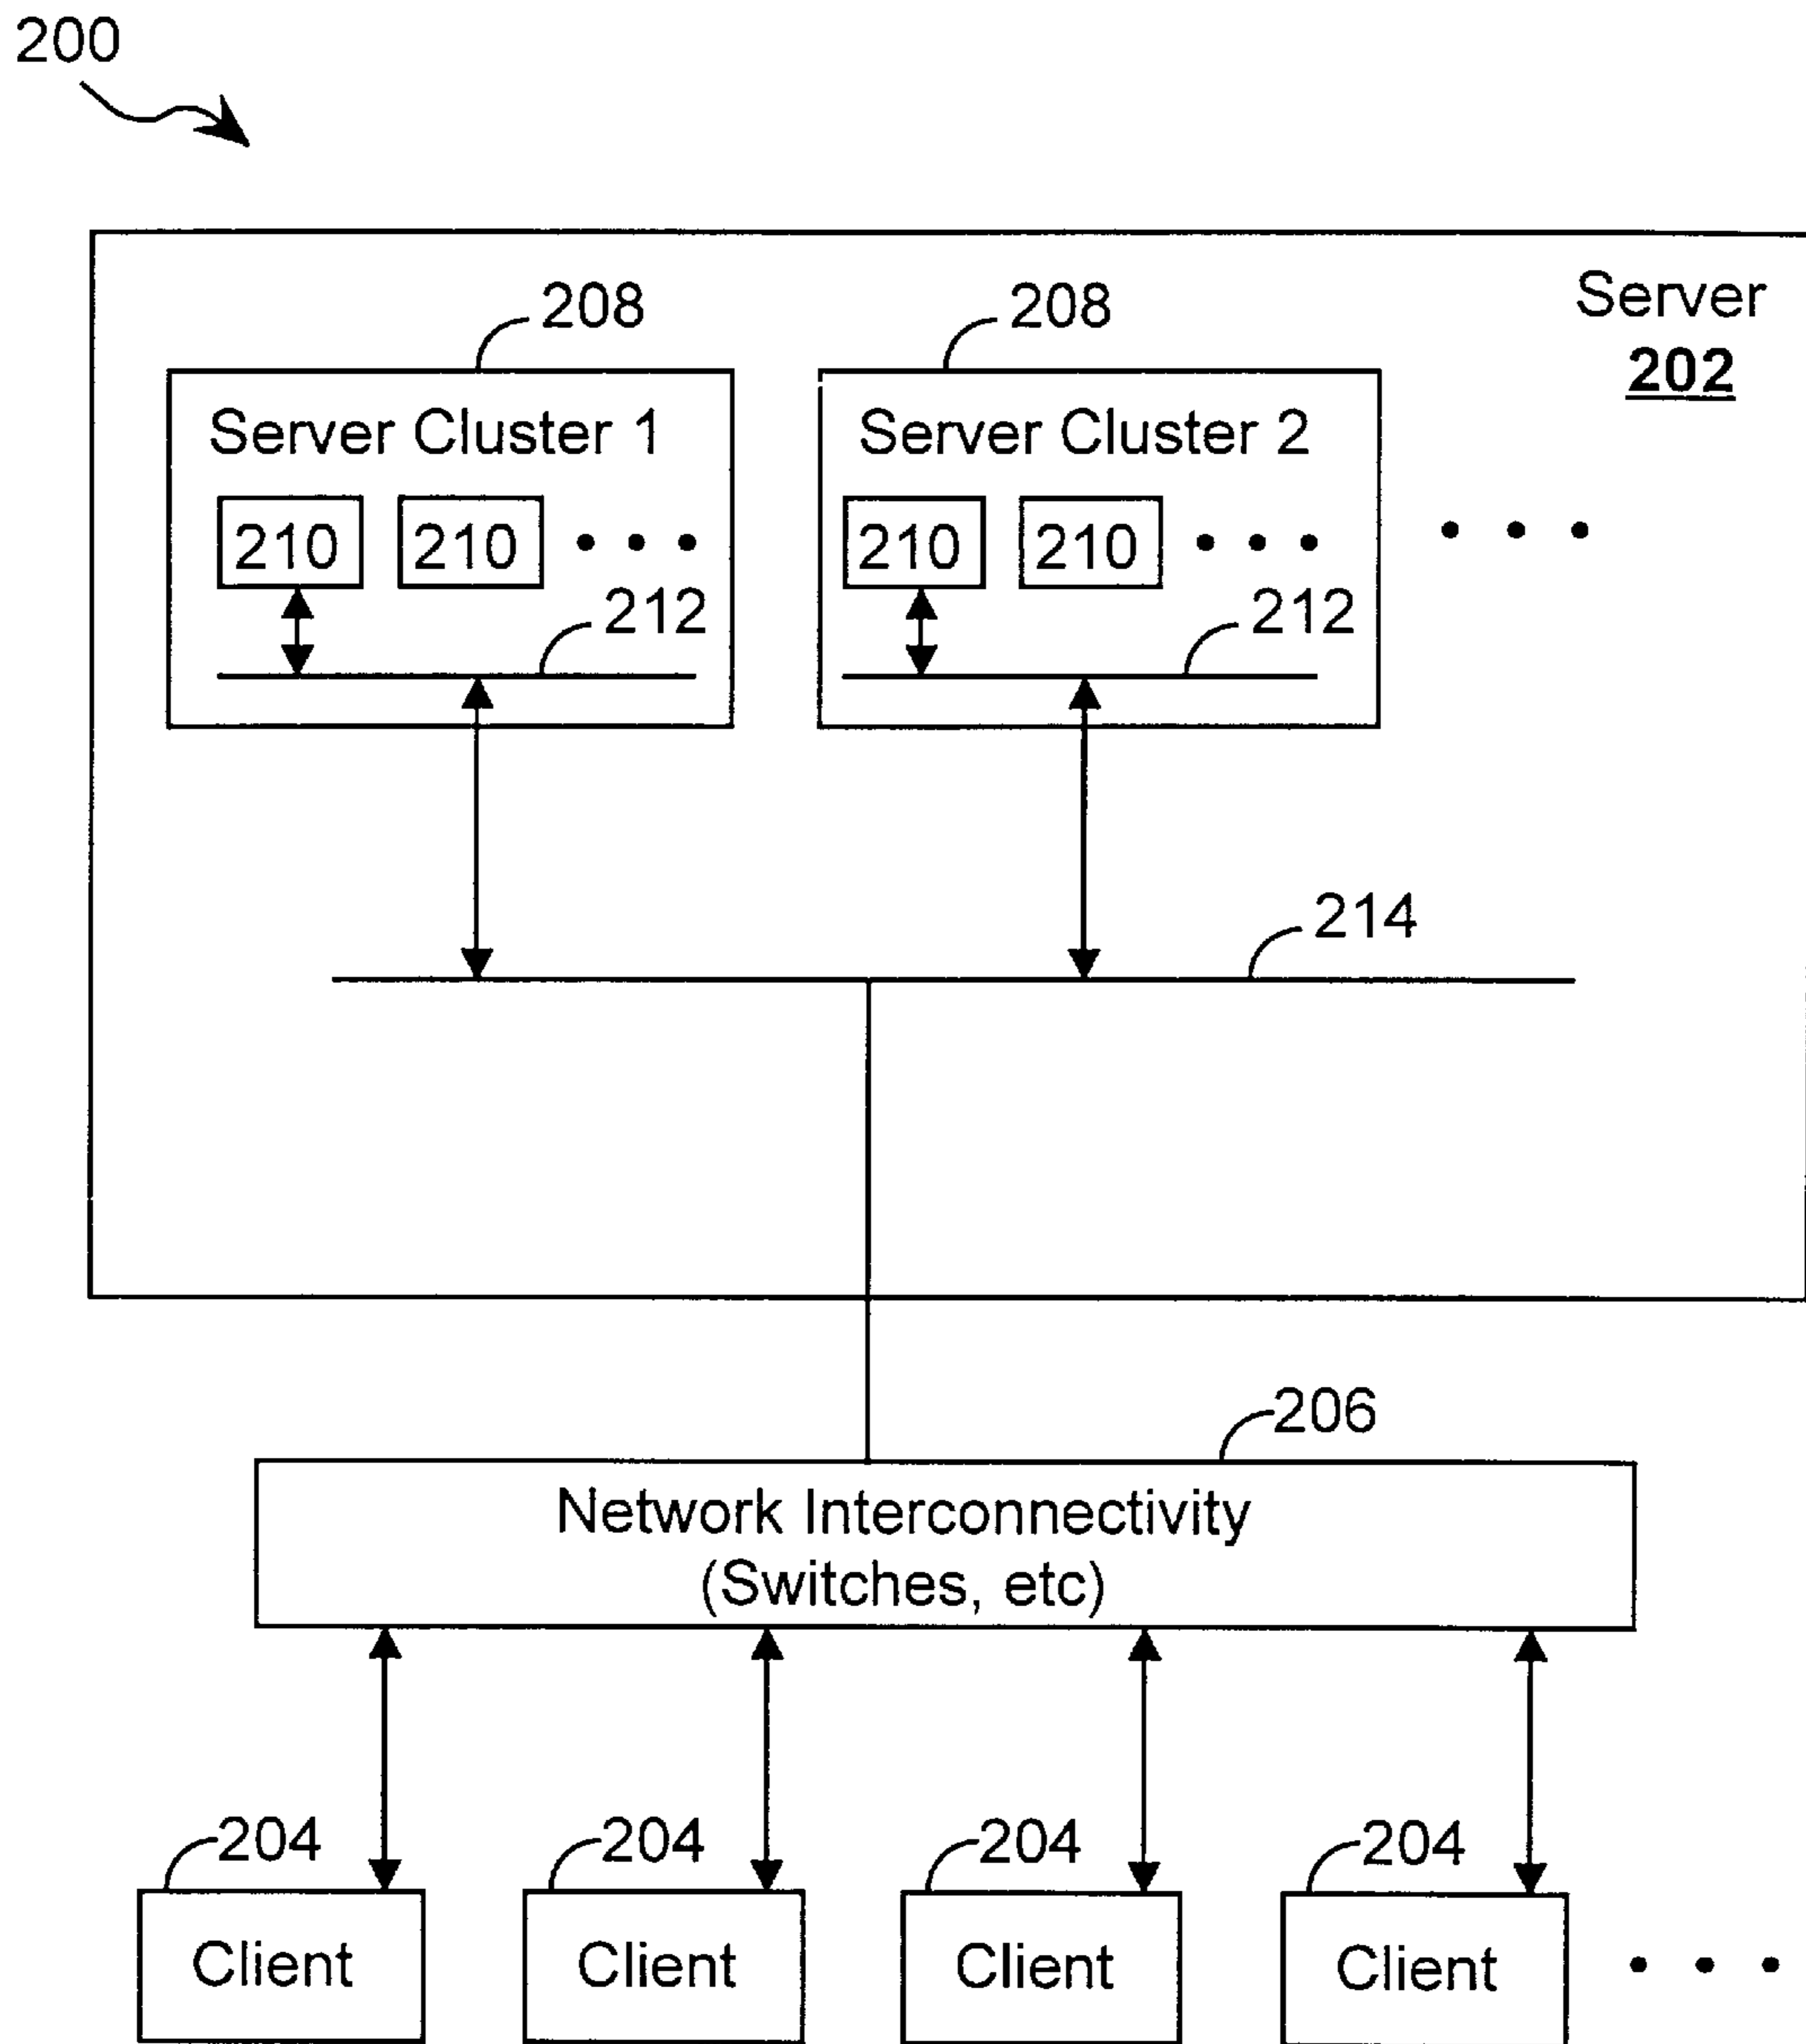 200
208
208
Server
202
Server Cluster 1
Server Cluster 2
210
210
• • •
210
210
• • •
• • •
212
212
214
206
Network Interconnectivity
(Switches, etc)
204
204
204
204
Client
Client
Client
Client
• • •